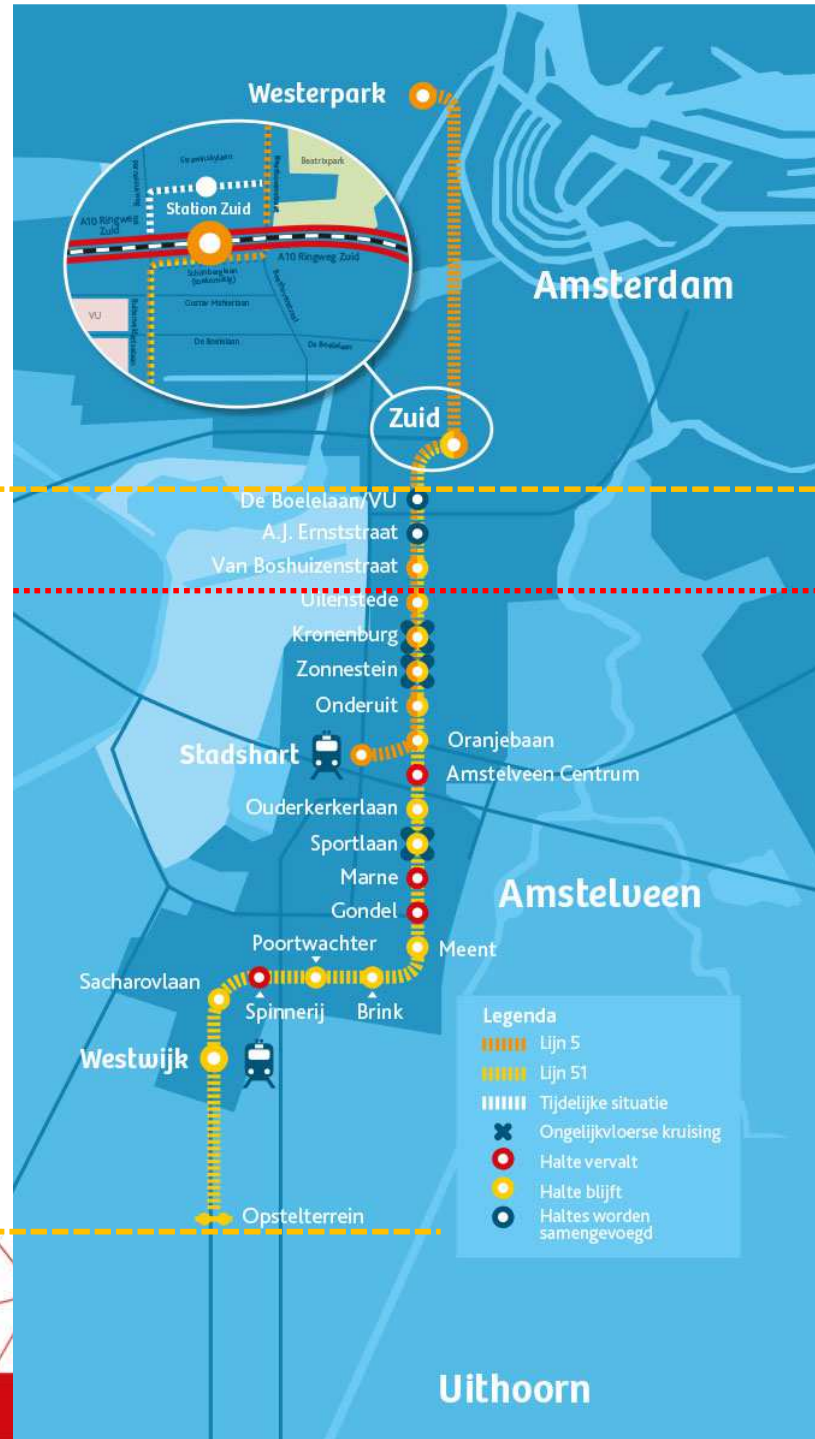 Westerpark
Stravinskylaan
Beatrixpark
Station Zuid
A10 Ringweg
Zuid
A10 Ringweg Zuid
Gustav Mahlerlaan
VU
De Boelelaan
De Boelelaan
Amsterdam
Zuid
De Boelelaan/VU
A.J. Ernststraat
Van Boshuizenstraat
Uilenstede
Kronenburg
Zonnestein
Onderuit
Stadshart
Oranjebaan
Amstelveen Centrum
Ouderkerkerlaan
Sportlaan
Marne
Amstelveen
Gondel
Poortwachter
Meent
Sacharovlaan
Spinnerij
Brink
Westwijk
Legenda
Lijn 5
Lijn 51
Tijdelijke situatie
Ongelijkvloerse kruising
Halte vervalt
Halte blijft
Haltes worden
samengevoegd
Opstelterrein
Uithoorn